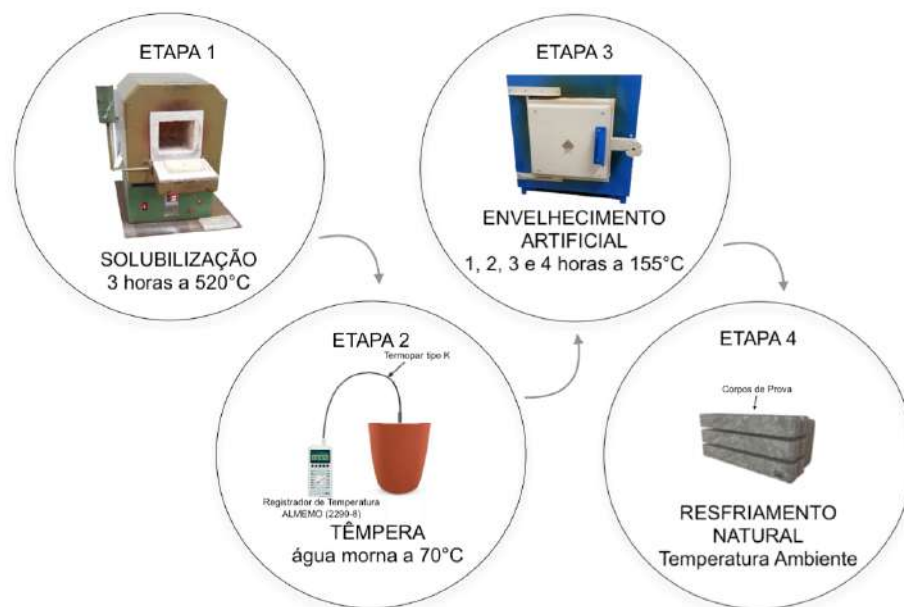 ETAPA 1
SOLUBILIZAÇÃO
3 horas a 520°C
ETAPA 2
Termopar tipo K
Registrador de Temperatura
ALMEMO (2290-8)
TÊMPERA
água morna a 70°C
ETAPA 3
ENVELHECIMENTO
ARTIFICIAL
1, 2, 3 e 4 horas a 155°C
ETAPA 4
Corpos de Prova
RESFRIAMENTO
NATURAL
Temperatura Ambiente